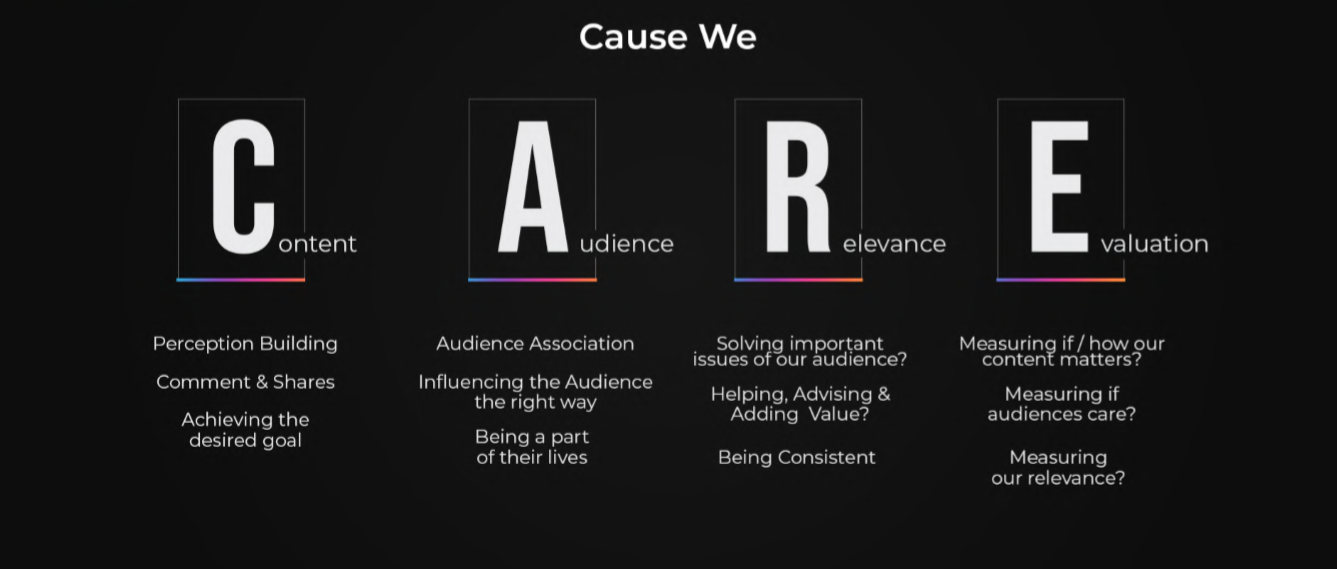 Cause We
Content
Audience
Relevance
Evaluation
Perception Building
Comment & Shares
Achieving the
desired goal
Audience Association
Influencing the Audience
the right way
Being a part
of their lives
Solving important
issues of our audience?
Helping, Advising &
Adding Value?
Being Consistent
Measuring if / how our
content matters?
Measuring if
audiences care?
Measuring
our relevance?